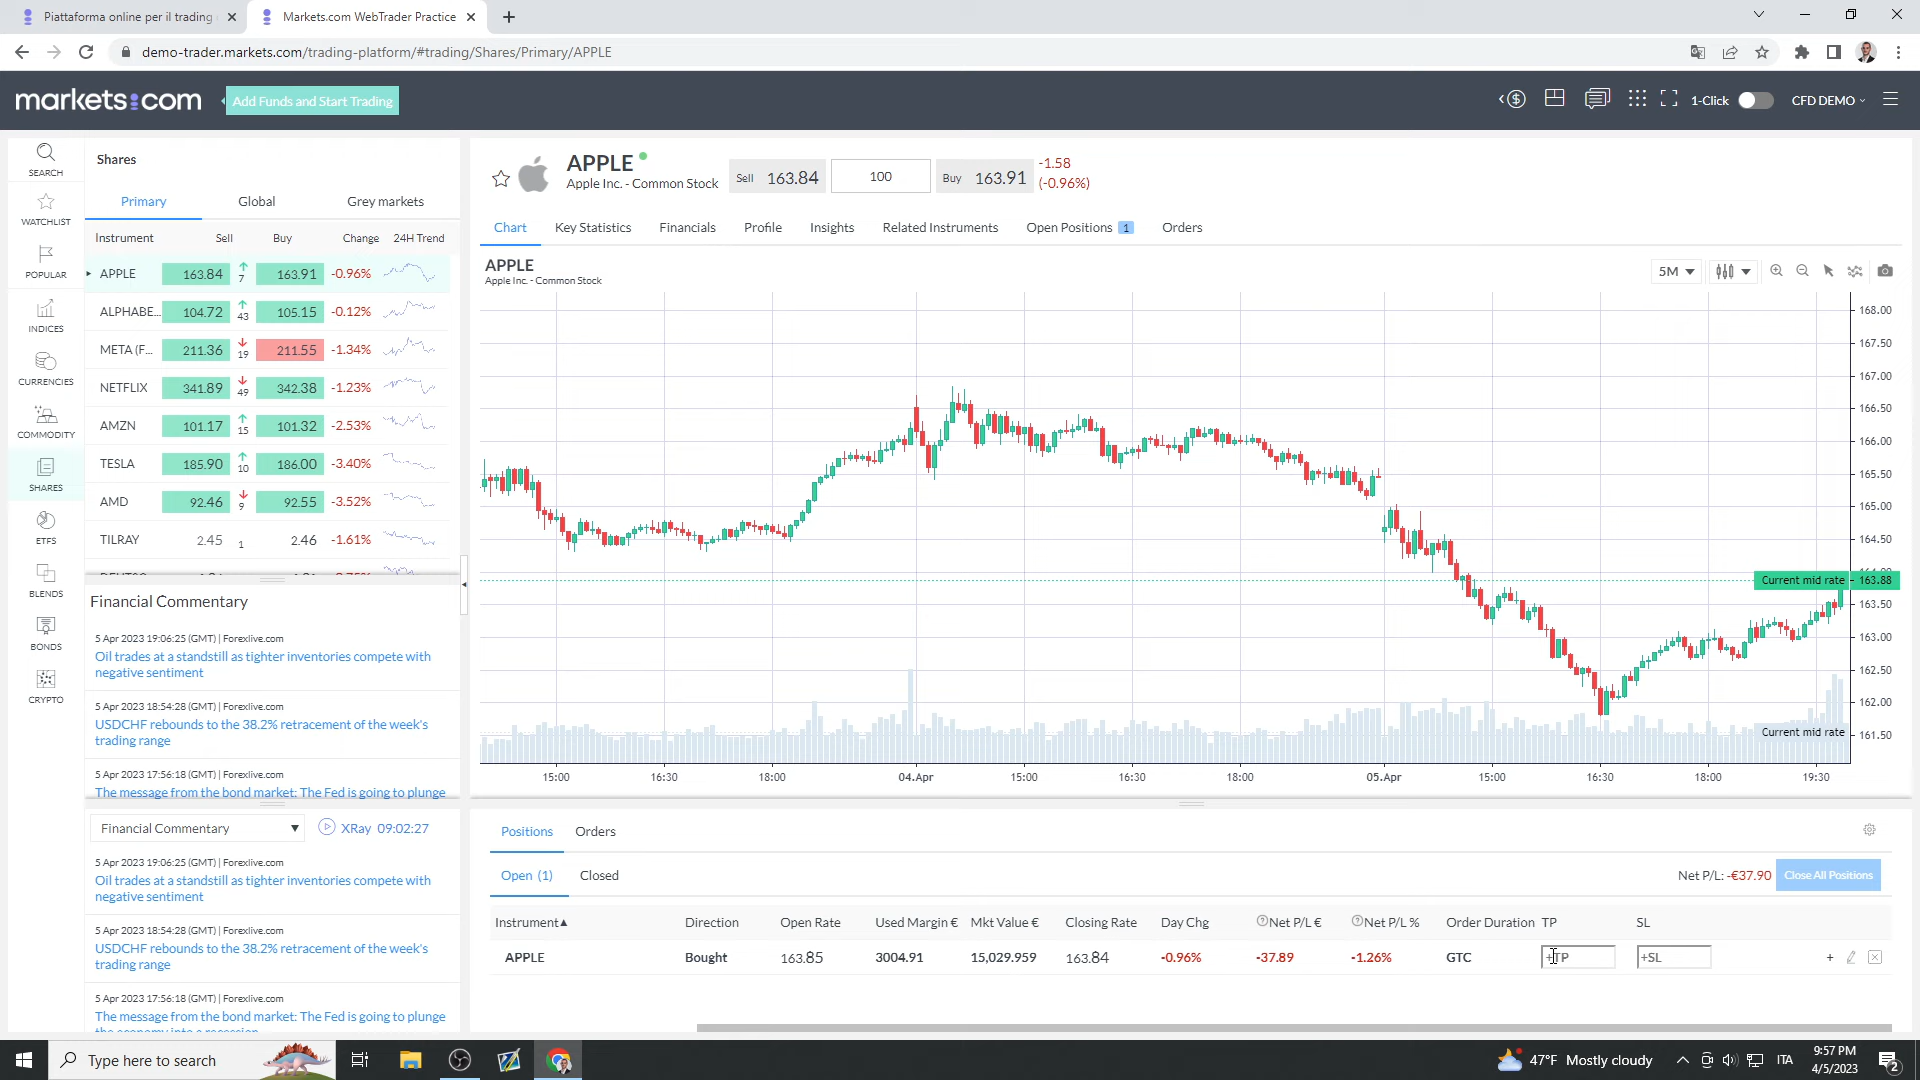 Piattaforma online per il trading
Markets.com WebTrader Practice
demo-trader.markets.com/trading-platform/#trading/Shares/Primary/APPLE
markets:com
Add Funds and Start Trading
1-Click
CFD DEMO
SEARCH
WATCHLIST
POPULAR
INDICES
CURRENCIES
COMMODITY
SHARES
ETFS
BLENDS
BONDS
CRYPTO
Shares
Primary Global Grey markets
Instrument Sell Buy Change 24H Trend
APPLE 163.84 7 163.91 -0.96%
ALPHABE... 104.72 43 105.15 -0.12%
META (F... 211.36 19 211.55 -1.34%
NETFLIX 341.89 49 342.38 -1.23%
AMZN 101.17 15 101.32 -2.53%
TESLA 185.90 10 186.00 -3.40%
AMD 92.46 9 92.55 -3.52%
TILRAY 2.45 1 2.46 -1.61%
Financial Commentary
5 Apr 2023 19:06:25 (GMT) | Forexlive.com
Oil trades at a standstill as tighter inventories compete with
negative sentiment
5 Apr 2023 18:54:28 (GMT) | Forexlive.com
USDCHF rebounds to the 38.2% retracement of the week's
trading range
5 Apr 2023 17:56:18 (GMT) | Forexlive.com
The message from the bond market: The Fed is going to plunge
Financial Commentary
XRay 09:02:27
5 Apr 2023 19:06:25 (GMT) | Forexlive.com
Oil trades at a standstill as tighter inventories compete with
negative sentiment
5 Apr 2023 18:54:28 (GMT) | Forexlive.com
USDCHF rebounds to the 38.2% retracement of the week's
trading range
5 Apr 2023 17:56:18 (GMT) | Forexlive.com
The message from the bond market: The Fed is going to plunge
the economy into a recession
APPLE
Apple Inc. - Common Stock
Sell 163.84
100
Buy 163.91
-1.58
(-0.96%)
Chart Key Statistics Financials Profile Insights Related Instruments Open Positions 1 Orders
APPLE
Apple Inc. - Common Stock
5M
168.00
167.50
167.00
166.50
166.00
165.50
165.00
164.50
164.00
Current mid rate 163.88
163.50
163.00
162.50
162.00
Current mid rate
161.50
15:00 16:30 18:00 04.Apr 15:00 16:30 18:00 05.Apr 15:00 16:30 18:00 19:30
Positions Orders
Open (1) Closed
Net P/L: -€37.90
Close All Positions
Instrument Direction Open Rate Used Margin € Mkt Value € Closing Rate Day Chg Net P/L € Net P/L % Order Duration TP SL
APPLE Bought 163.85 3004.91 15,029.959 163.84 -0.96% -37.89 -1.26% GTC +TP +SL
Type here to search
47°F Mostly cloudy
ITA
9:57 PM
4/5/2023
2